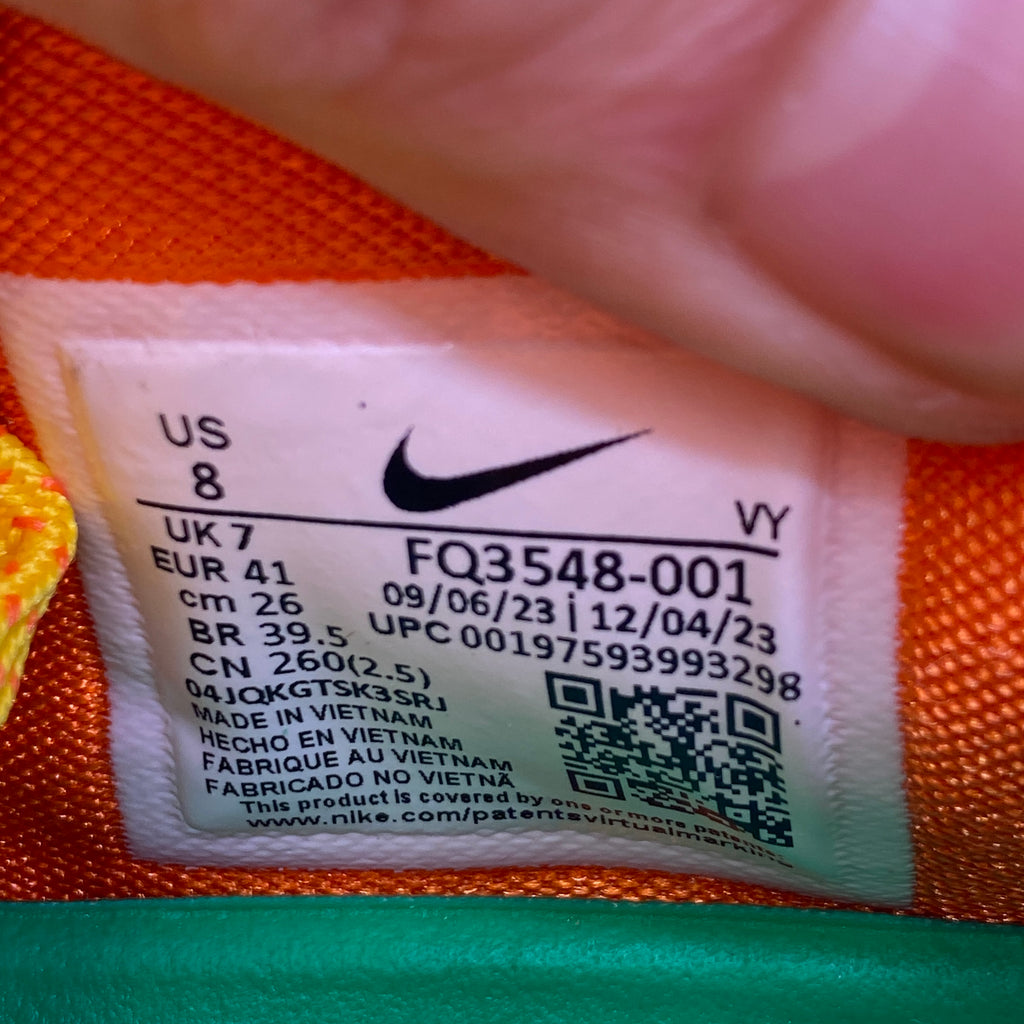 US
8
VY
UK 7
EUR 41
cm 26
BR 39.5
CN 260(2.5)
FQ3548-001
09/06/23 | 12/04/23
UPC 00197593993298
04JQKGTSK3SRJ
MADE IN VIETNAM
HECHO EN VIETNAM
FABRIQUE AU VIETNAM
FABRICADO NO VIETNÃ
This product is covered by one or more patents.
www.nike.com/patentsvirtualmarking